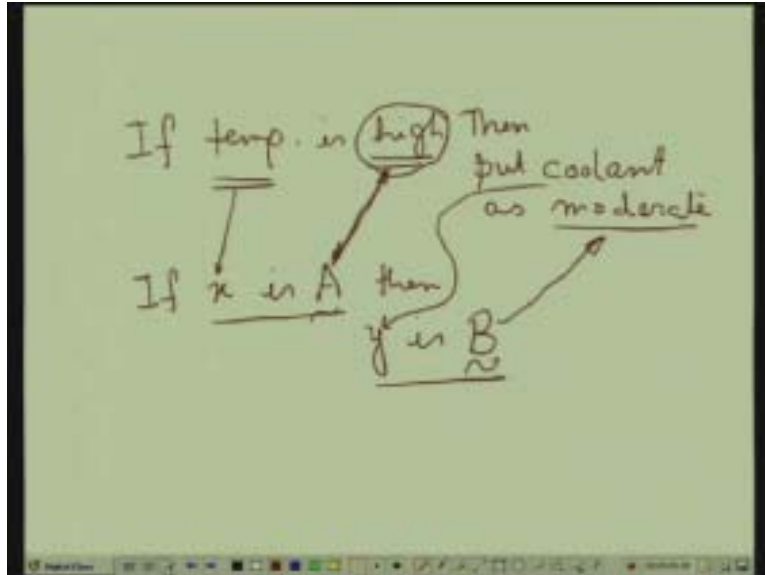 If temp. is high Then
put coolant
as moderate
If x is A then
y is B